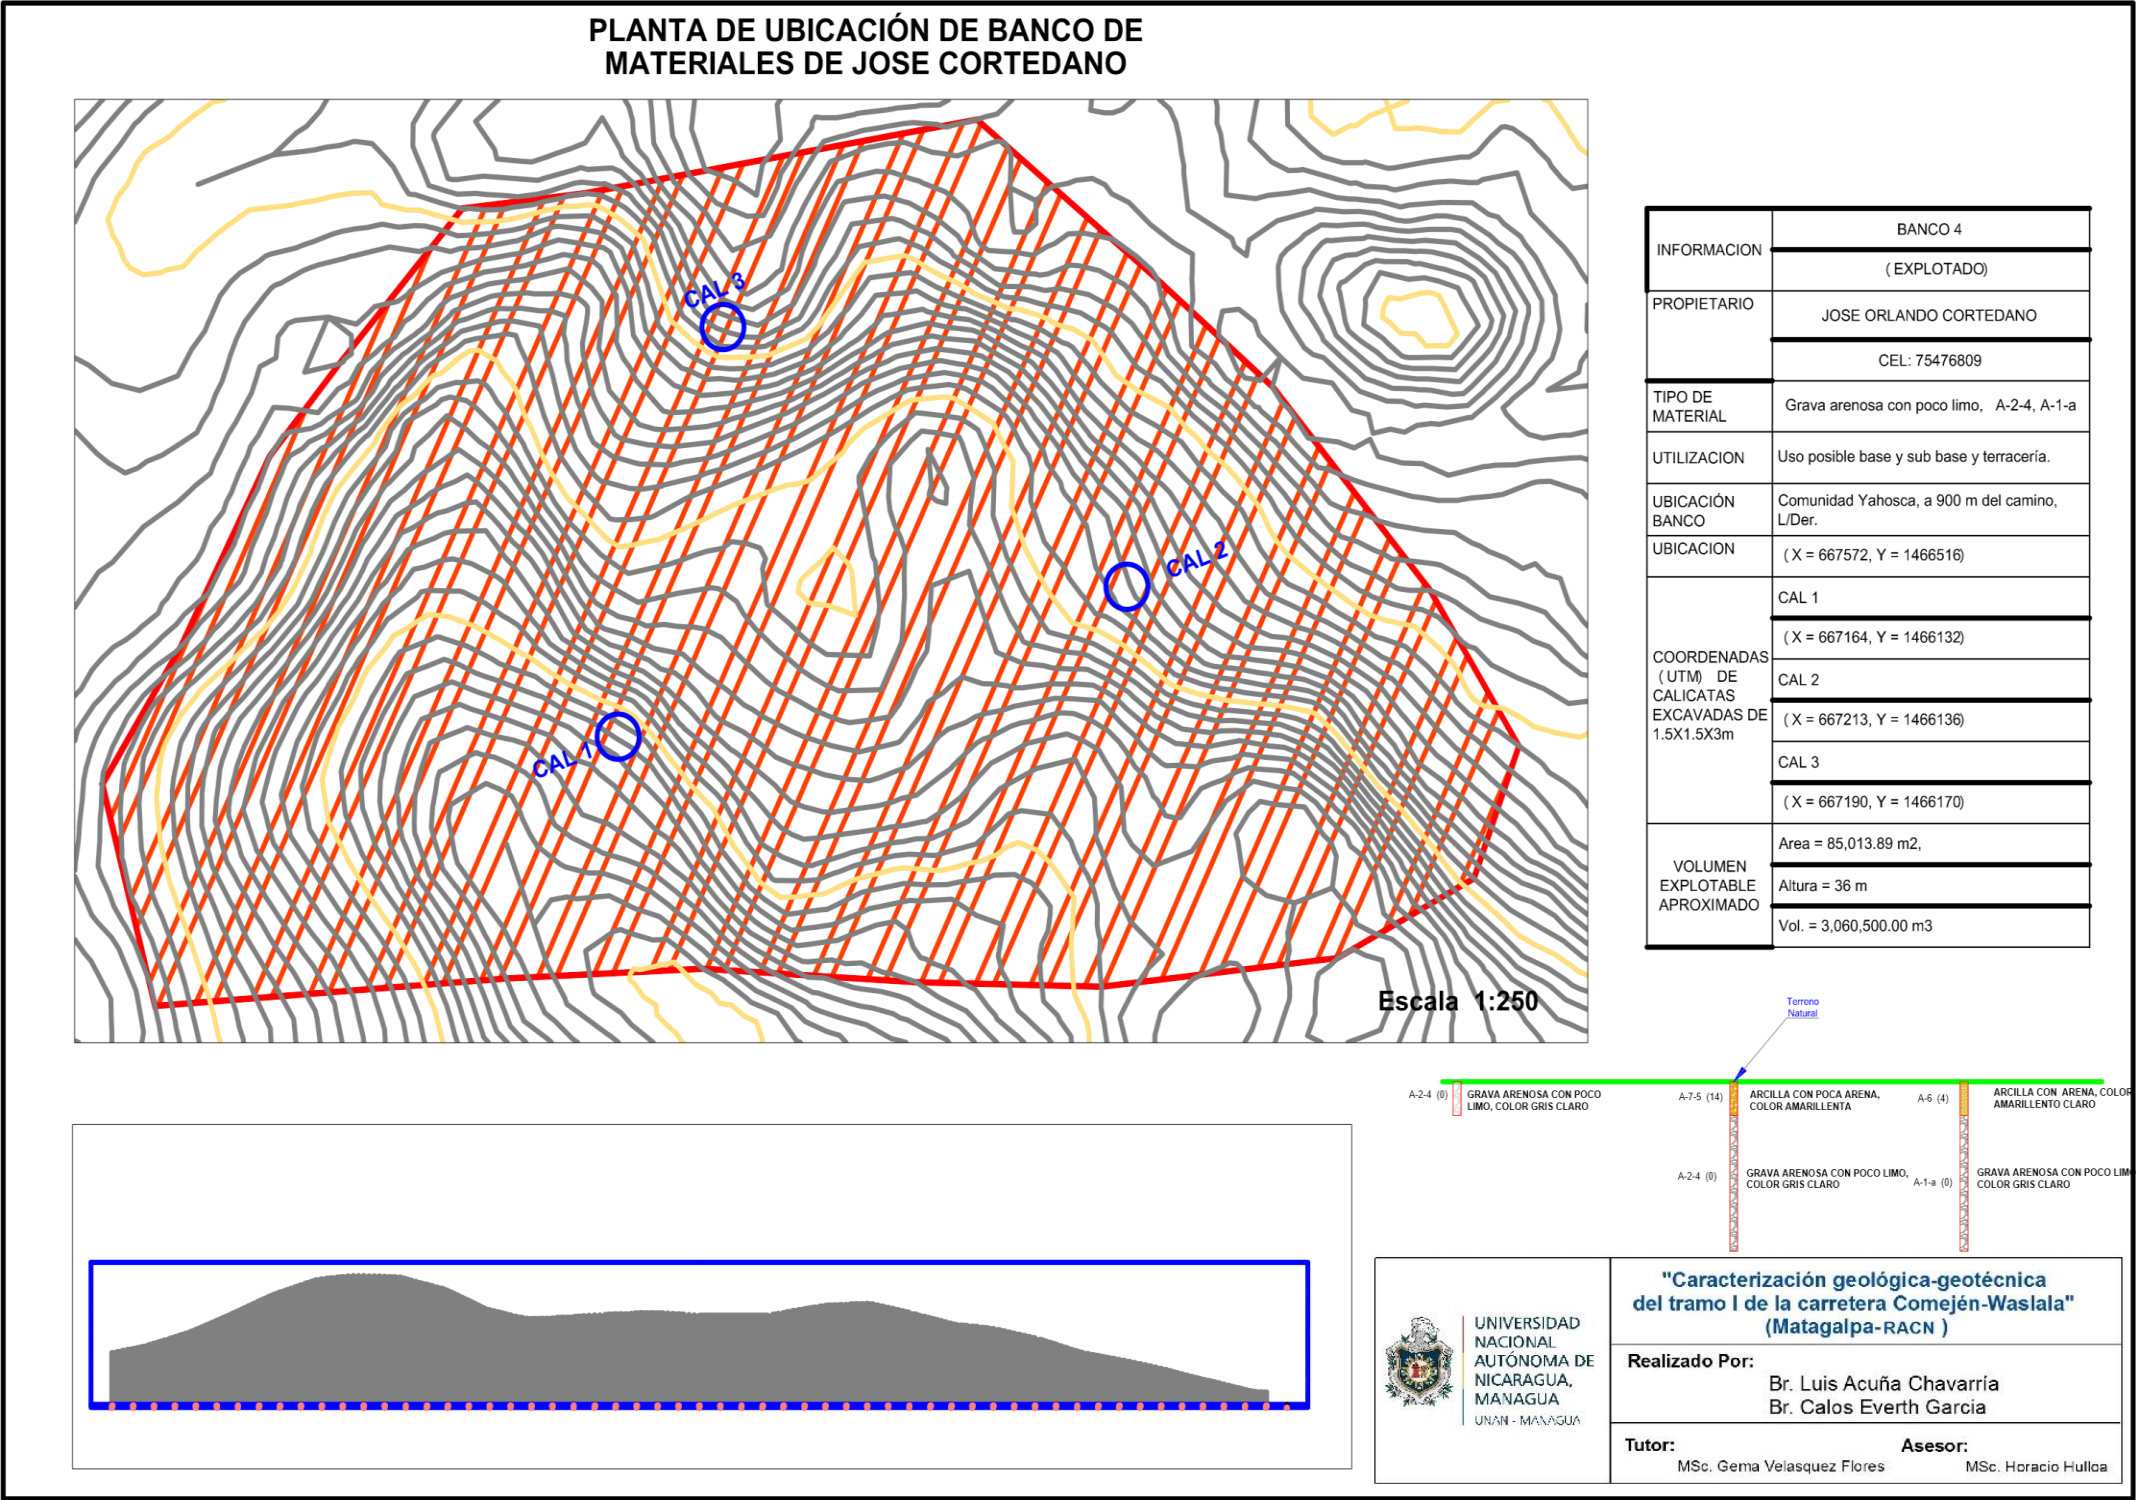 PLANTA DE UBICACIÓN DE BANCO DE
MATERIALES DE JOSE CORTEDANO
CAL 3
CAL 2
CAL 1
Escala 1:250
INFORMACION
BANCO 4
( EXPLOTADO)
PROPIETARIO
JOSE ORLANDO CORTEDANO
CEL: 75476809
TIPO DE
MATERIAL
Grava arenosa con poco limo, A-2-4, A-1-a
UTILIZACION
Uso posible base y sub base y terracería.
UBICACIÓN
BANCO
Comunidad Yahosca, a 900 m del camino,
L/Der.
UBICACION
( X = 667572, Y = 1466516)
COORDENADAS
( UTM) DE
CALICATAS
EXCAVADAS DE
1.5X1.5X3m
CAL 1
( X = 667164, Y = 1466132)
CAL 2
( X = 667213, Y = 1466136)
CAL 3
( X = 667190, Y = 1466170)
VOLUMEN
EXPLOTABLE
APROXIMADO
Area = 85,013.89 m2,
Altura = 36 m
Vol. = 3,060,500.00 m3
Terreno
Natural
A-2-4 (0)
GRAVA ARENOSA CON POCO
LIMO, COLOR GRIS CLARO
A-7-5 (14)
ARCILLA CON POCA ARENA,
COLOR AMARILLENTA
A-6 (4)
ARCILLA CON ARENA, COLOR
AMARILLENTO CLARO
A-2-4 (0)
GRAVA ARENOSA CON POCO LIMO,
COLOR GRIS CLARO
A-1-a (0)
GRAVA ARENOSA CON POCO LIM
COLOR GRIS CLARO
UNIVERSIDAD
NACIONAL
AUTÓNOMA DE
NICARAGUA,
MANAGUA
UNAN - MANAGUA
"Caracterización geológica-geotécnica
del tramo I de la carretera Comején-Waslala"
(Matagalpa-RACN )
Realizado Por:
Br. Luis Acuña Chavarría
Br. Calos Everth Garcia
Tutor:
MSc. Gema Velasquez Flores
Asesor:
MSc. Horacio Hulloa